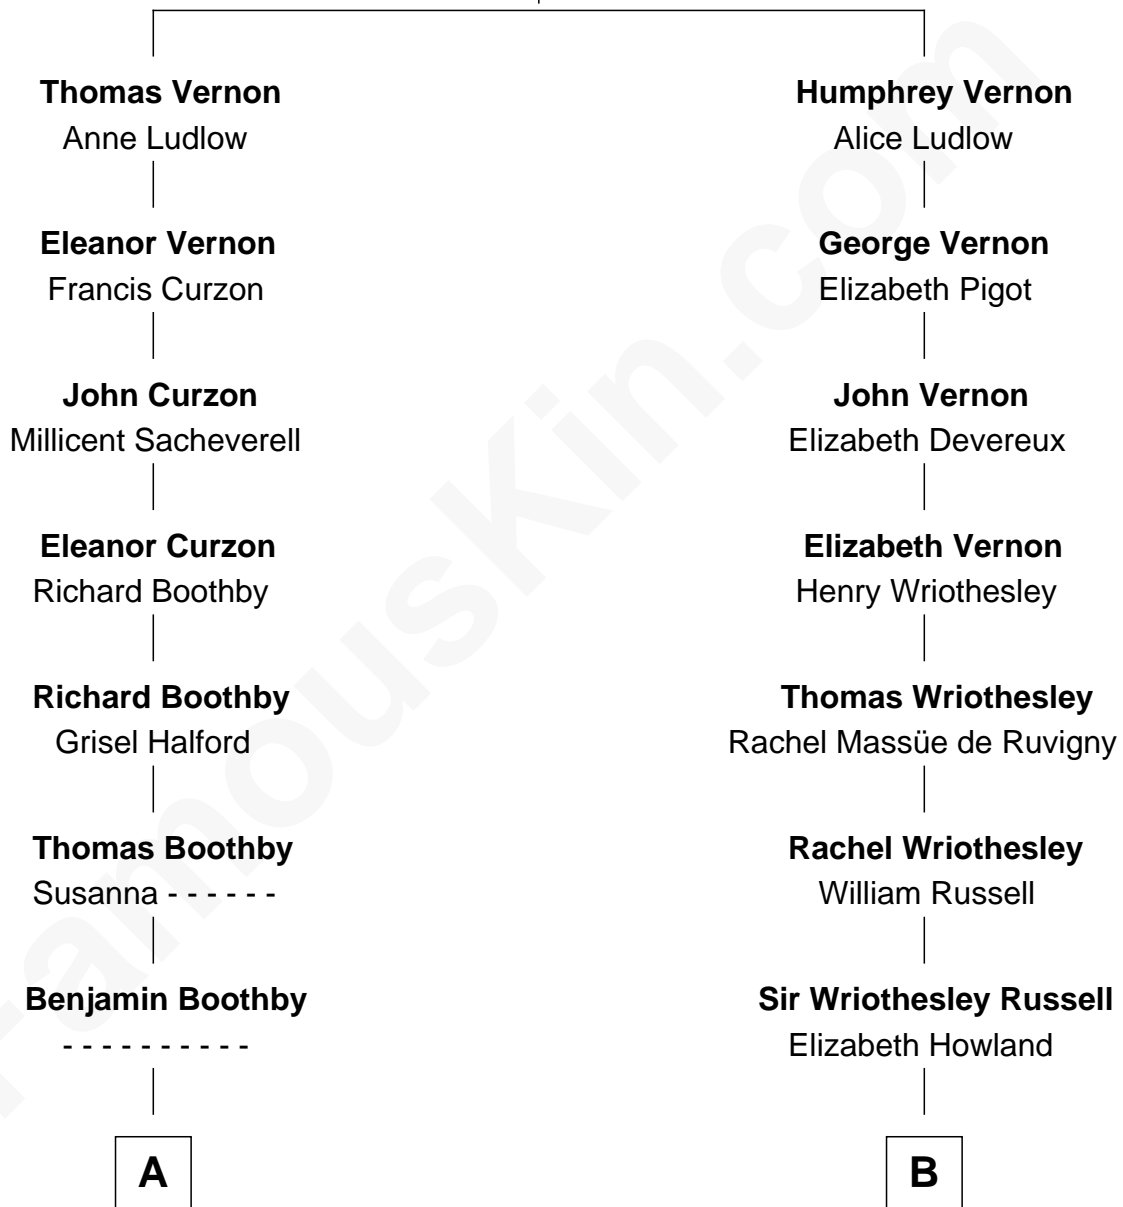 Thomas Vernon
Anne Ludlow
Eleanor Vernon
Francis Curzon
John Curzon
Millicent Sacheverell
Eleanor Curzon
Richard Boothby
Richard Boothby
Grisel Halford
Thomas Boothby
Susanna - - - - - -
Benjamin Boothby
- - - - - - - - - -
A
Humphrey Vernon
Alice Ludlow
George Vernon
Elizabeth Pigot
John Vernon
Elizabeth Devereux
Elizabeth Vernon
Henry Wriothesley
Thomas Wriothesley
Rachel Massüe de Ruvigny
Rachel Wriothesley
William Russell
Sir Wriothesley Russell
Elizabeth Howland
B
FamousKin.com